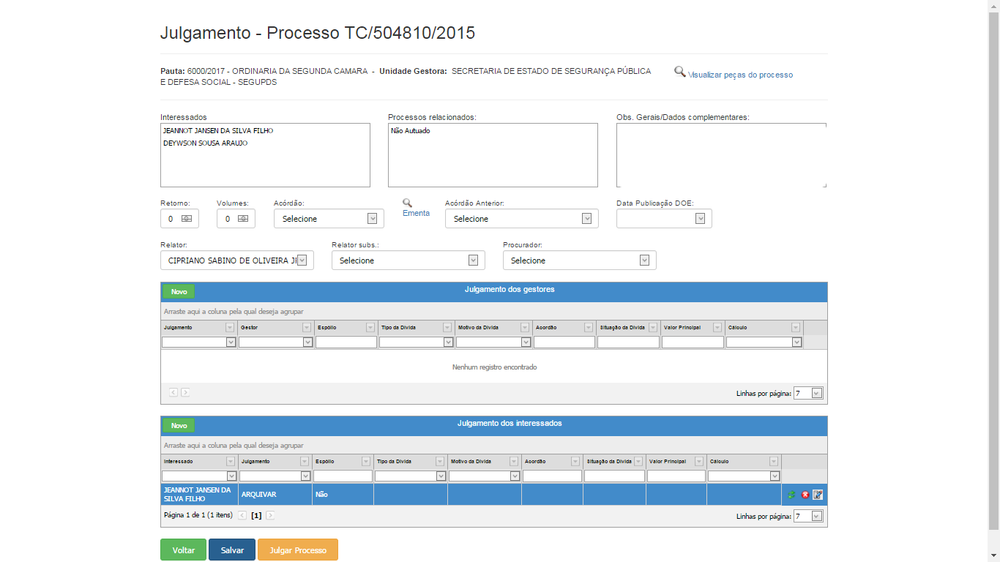 Julgamento - Processo TC/504810/2015
Pauta: 6000/2017 - ORDINARIA DA SEGUNDA CAMARA - Unidade Gestora: SECRETARIA DE ESTADO DE SEGURANÇA PÚBLICA
E DEFESA SOCIAL - SEGUPDS
Visualizar peças do processo
Interessados
Processos relacionados:
Obs. Gerais/Dados complementares:
JEANNOT JANSEN DA SILVA FILHO
DEYWSON SOUSA ARAUJO
Não Autuado
Retorno: Volumes: Acórdão: Acórdão Anterior: Data Publicação DOE:
0 0 Selecione Ementa Selecione
Relator: Relator subs.: Procurador:
CIPRIANO SABINO DE OLIVEIRA JI Selecione Selecione
Novo Julgamento dos gestores
Arraste aqui a coluna pela qual deseja agrupar
Julgamento Gestor Espólio Tipo da Dívida Motivo da Dívida Acordão Situação da Dívida Valor Principal Cálculo
Nenhum registro encontrado
Linhas por página: 7
Novo Julgamento dos interessados
Arraste aqui a coluna pela qual deseja agrupar
Interessado Julgamento Espólio Tipo da Dívida Motivo da Dívida Acordão Situação da Dívida Valor Principal Cálculo
JEANNOT JANSEN DA
SILVA FILHO
ARQUIVAR Não
Página 1 de 1 (1 itens) [1] Linhas por página: 7
Voltar Salvar Julgar Processo